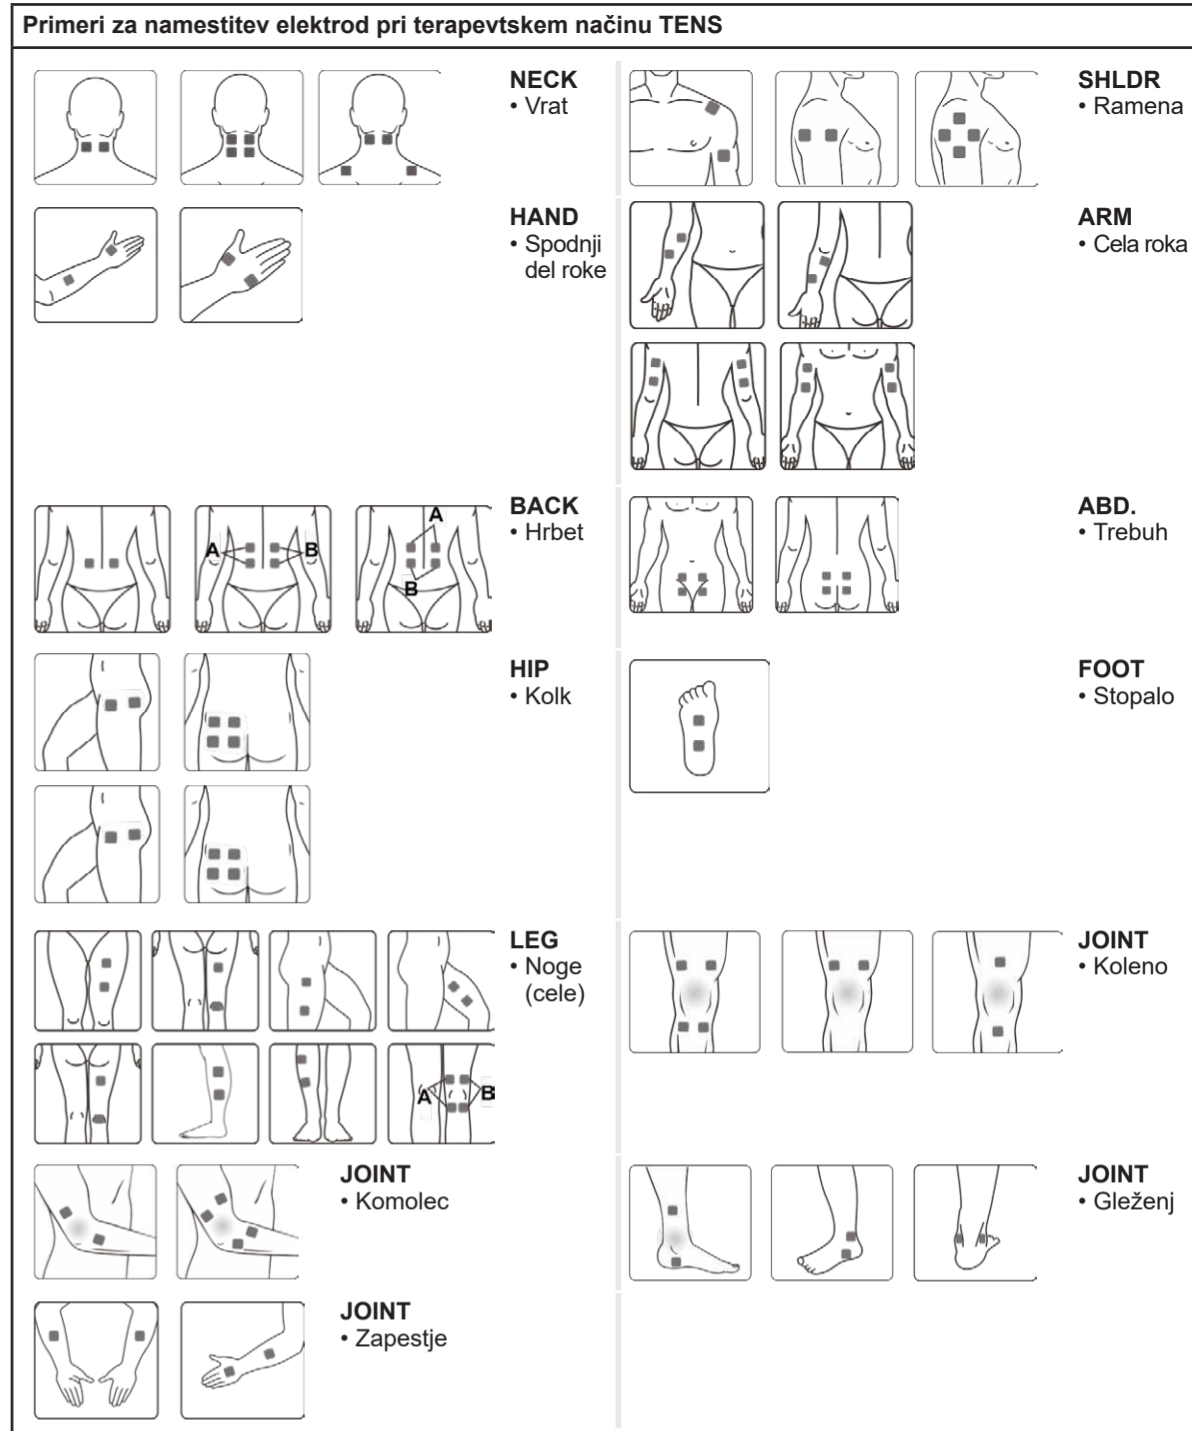 Primeri za namestitev elektrod pri terapevtskem načinu TENS
NECK
• Vrat
SHLDR
• Ramena
HAND
• Spodnji
del roke
ARM
• Cela roka
BACK
• Hrbet
A
B
A
B
ABD.
• Trebuh
HIP
• Kolk
FOOT
• Stopalo
LEG
• Noge
(cele)
A
B
JOINT
• Koleno
JOINT
• Komolec
JOINT
• Gleženj
JOINT
• Zapestje